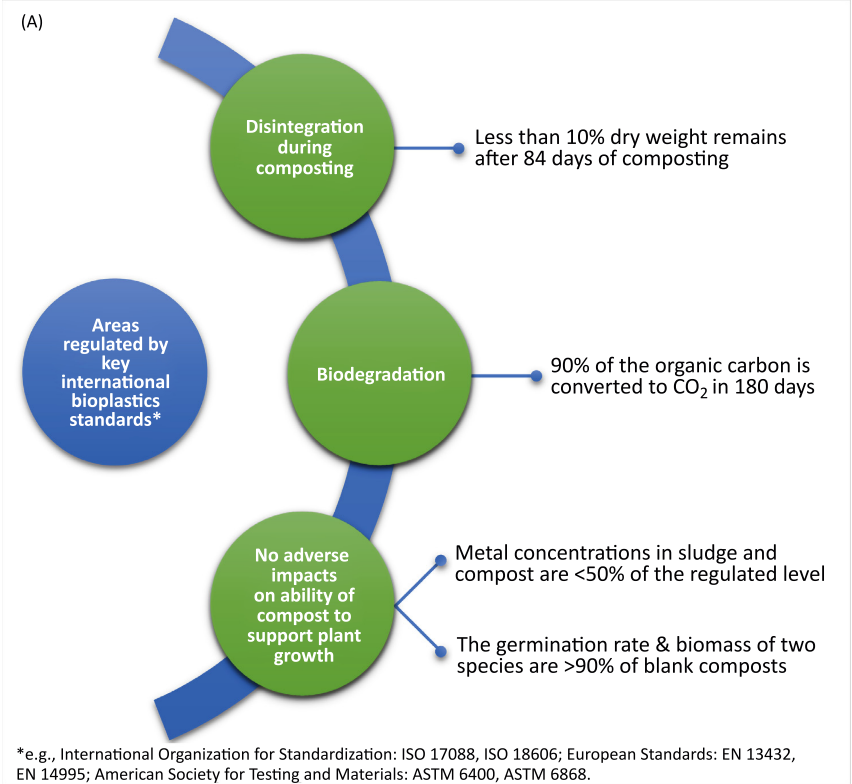 (A)
Disintegration
during
composting
Less than 10% dry weight remains
after 84 days of composting
Areas
regulated by
key
international
bioplastics
standards*
Biodegradation
90% of the organic carbon is
converted to CO₂ in 180 days
No adverse
impacts
on ability of
compost to
support plant
growth
Metal concentrations in sludge and
compost are <50% of the regulated level
The germination rate & biomass of two
species are >90% of blank composts
*e.g., International Organization for Standardization: ISO 17088, ISO 18606; European Standards: EN 13432,
EN 14995; American Society for Testing and Materials: ASTM 6400, ASTM 6868.